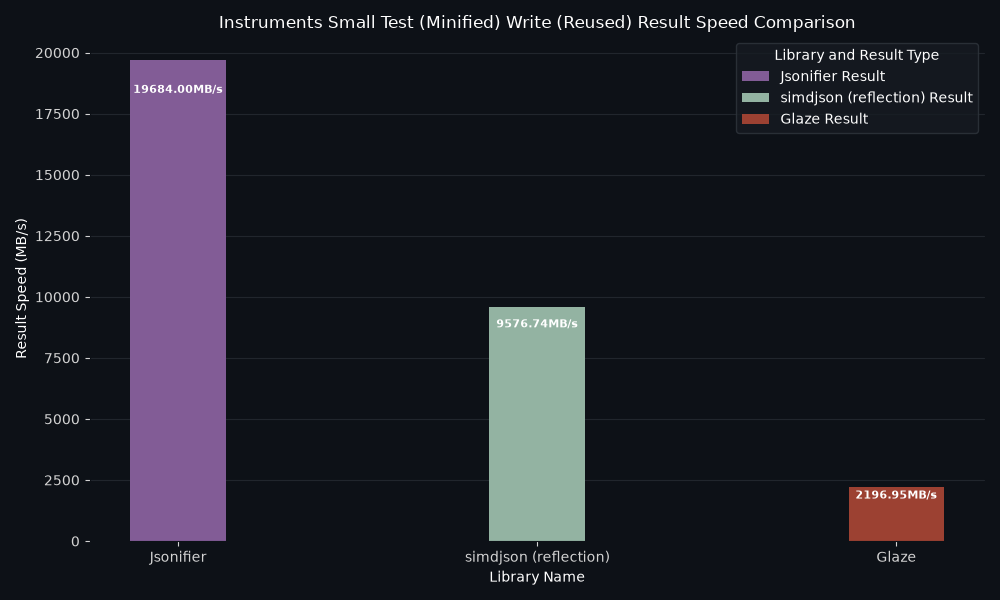 Instruments Small Test (Minified) Write (Reused) Result Speed Comparison
Library and Result Type
Jsonifier Result
simdjson (reflection) Result
Glaze Result
Result Speed (MB/s)
20000
17500
15000
12500
10000
7500
5000
2500
0
19684.00MB/s
9576.74MB/s
2196.95MB/s
Jsonifier
simdjson (reflection)
Glaze
Library Name